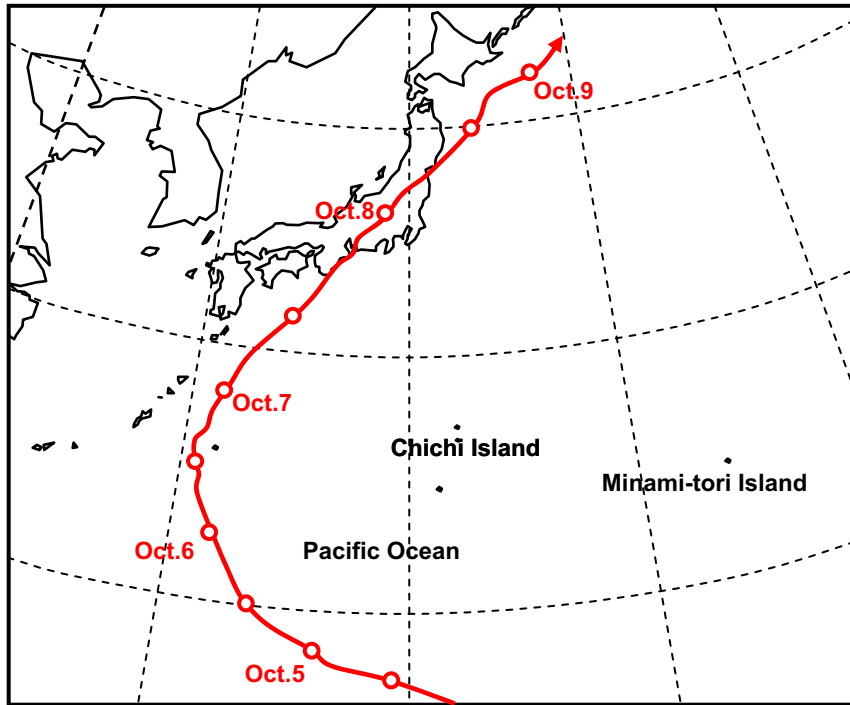 Oct.9
Oct.8
Oct.7
Chichi Island
Minami-tori Island
Oct.6
Pacific Ocean
Oct.5